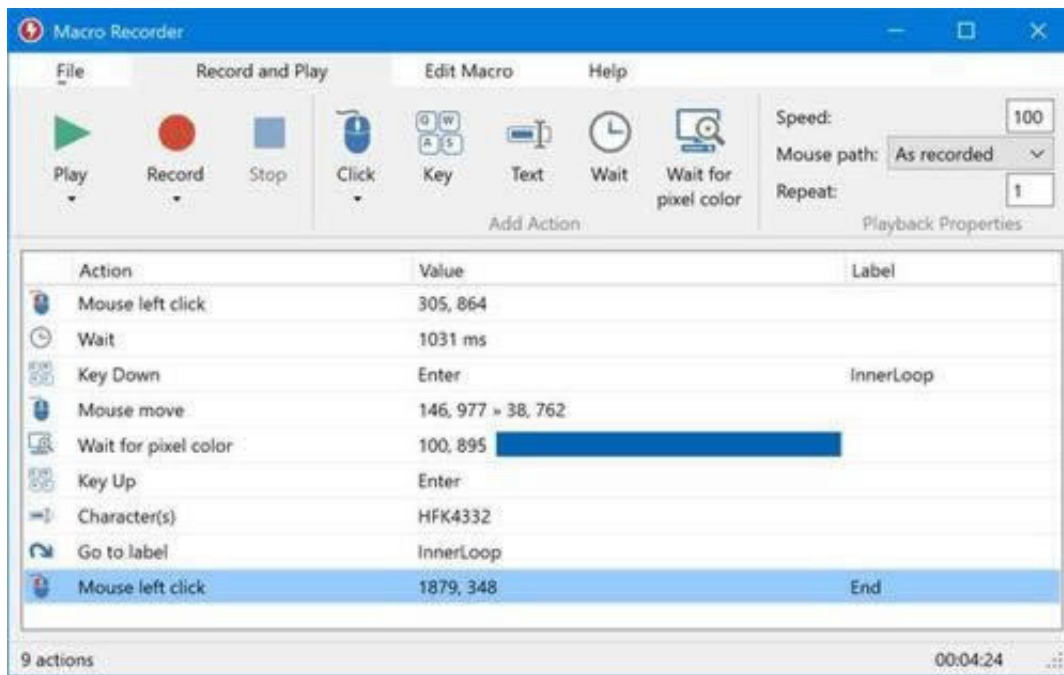 Macro Recorder
File Record and Play Edit Macro Help
Play Record Stop Click Q W A S Key Text Wait Wait for pixel color
Add Action
Speed: 100
Mouse path: As recorded
Repeat: 1
Playback Properties
Action Value Label
Mouse left click 305, 864
Wait 1031 ms
Key Down Enter InnerLoop
Mouse move 146, 977 » 38, 762
Wait for pixel color 100, 895
Key Up Enter
Character(s) HFK4332
Go to label InnerLoop
Mouse left click 1879, 348 End
9 actions 00:04:24